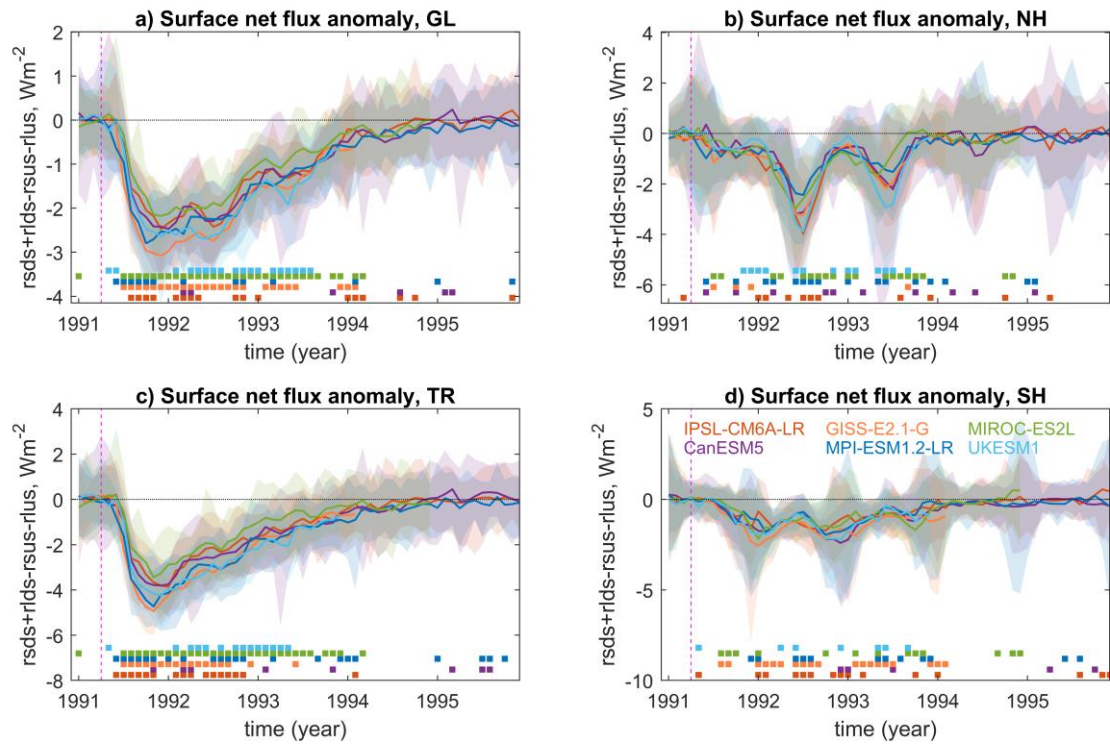 a) Surface net flux anomaly, GL
rsds+rlds-rsus-rlus, Wm-2
2
1
0
-1
-2
-3
-4
1991 1992 1993 1994 1995
time (year)
b) Surface net flux anomaly, NH
rsds+rlds-rsus-rlus, Wm-2
4
2
0
-2
-4
-6
1991 1992 1993 1994 1995
time (year)
c) Surface net flux anomaly, TR
rsds+rlds-rsus-rlus, Wm-2
4
2
0
-2
-4
-6
-8
1991 1992 1993 1994 1995
time (year)
d) Surface net flux anomaly, SH
rsds+rlds-rsus-rlus, Wm-2
5
0
-5
-10
IPSL-CM6A-LR GISS-E2.1-G MIROC-ES2L
CanESM5 MPI-ESM1.2-LR UKESM1
1991 1992 1993 1994 1995
time (year)